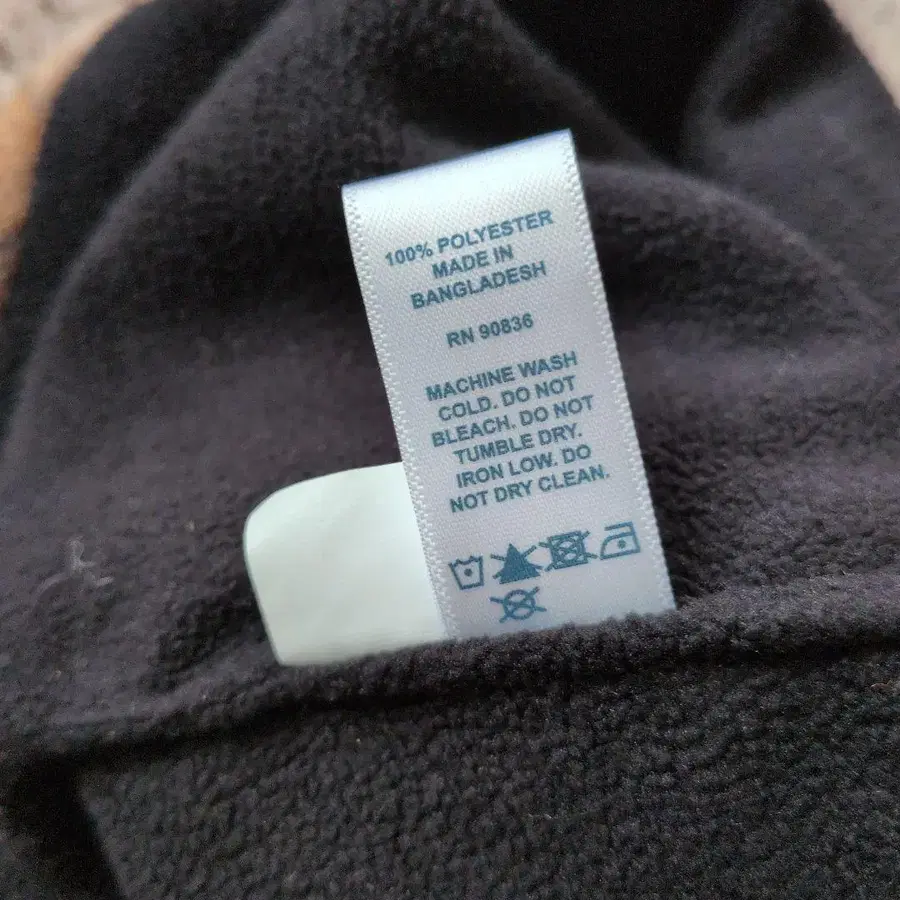 100% POLYESTER
MADE IN
BANGLADESH
RN 90836
MACHINE WASH
COLD. DO NOT
BLEACH. DO NOT
TUMBLE DRY.
IRON LOW. DO
NOT DRY CLEAN.